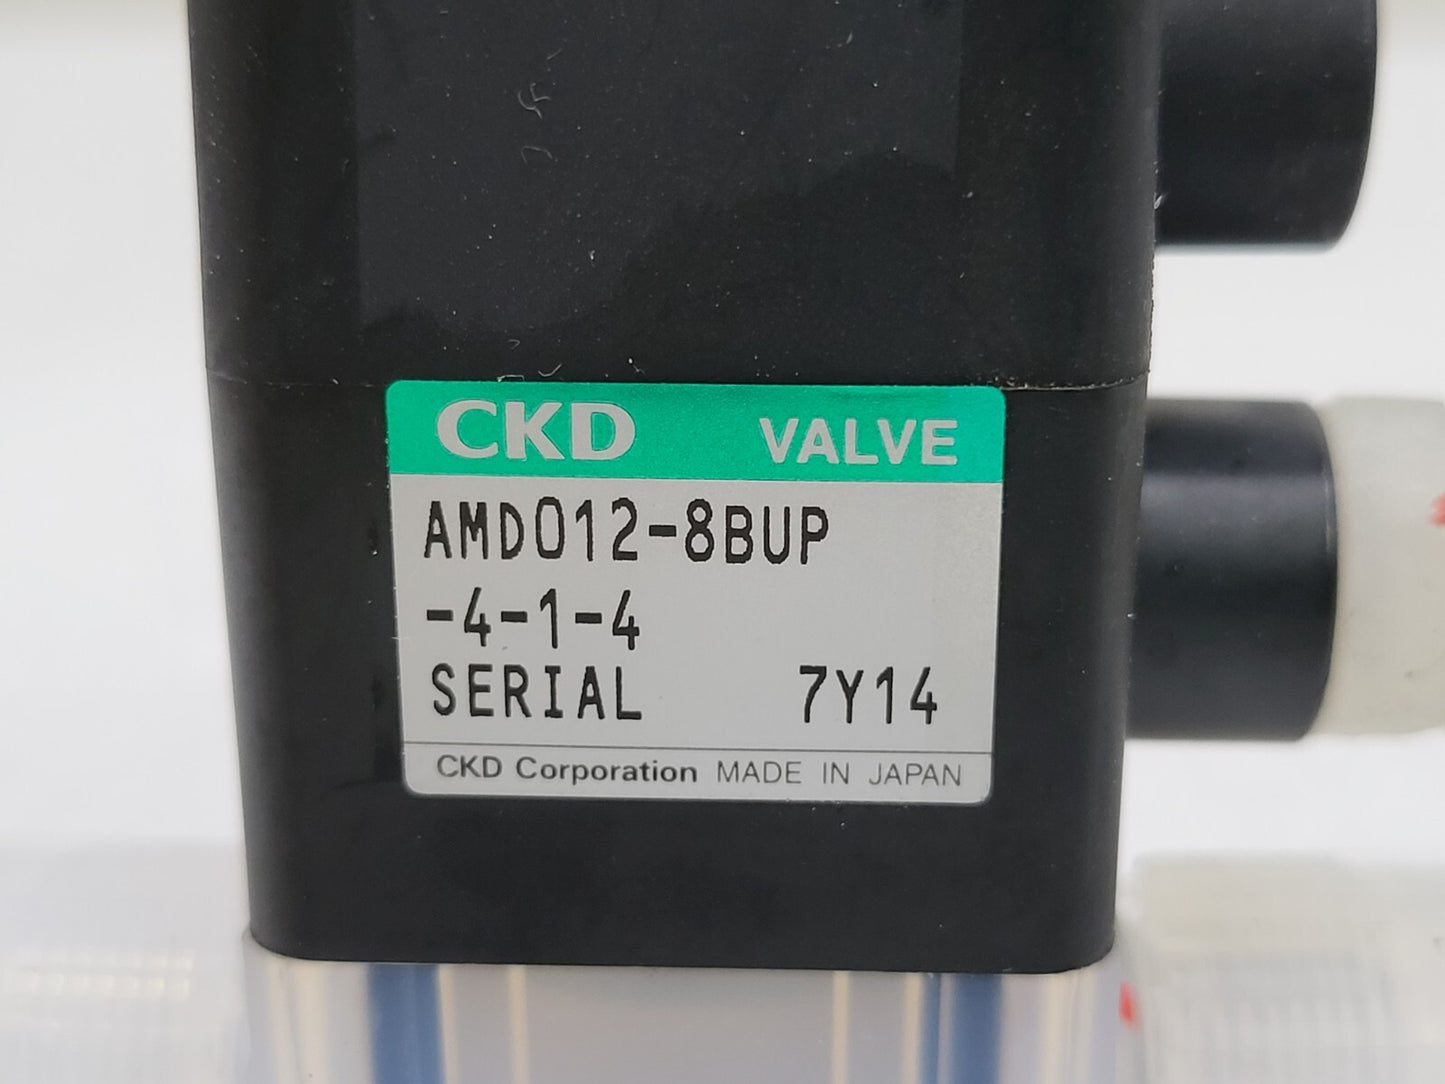 CKD VALVE
AMD012-8BUP
-4-1-4
SERIAL 7Y14
CKD Corporation MADE IN JAPAN